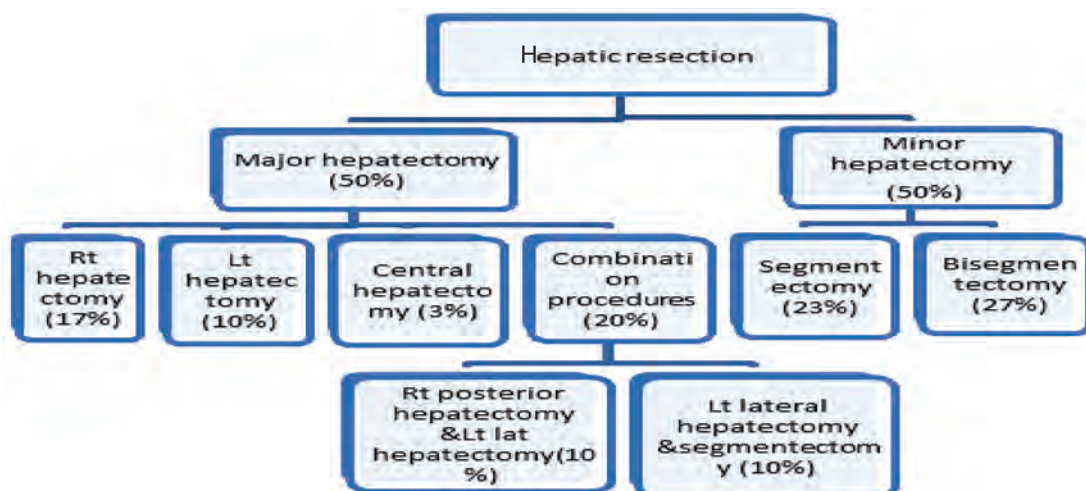 Hepatic resection
Major hepatectomy
(50%)
Minor
hepatectomy
(50%)
Rt
hepate
ctomy
(17%)
Lt
hepatec
tomy
(10%)
Central
hepatecto
my (3%)
Combinati
on
procedures
(20%)
Segment
ectomy
(23%)
Bisegmen
tectomy
(27%)
Rt posterior
hepatectomy
&Lt lat
hepatectomy(10
%)
Lt lateral
hepatectomy
&segmentectom
y (10%)